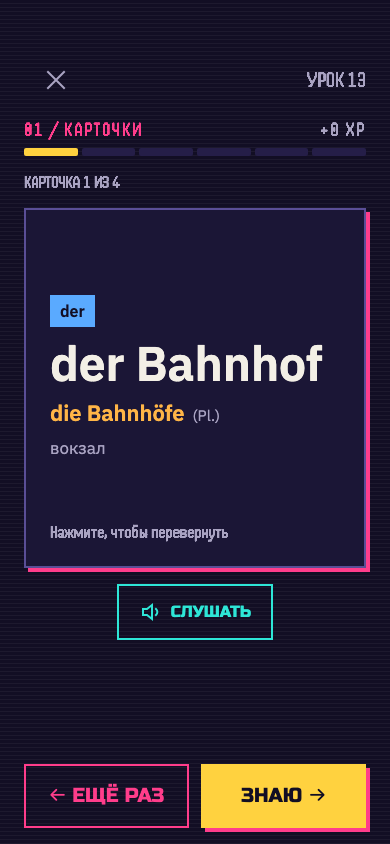 УРОК 13
01 / КАРТОЧКИ
+0 XP
КАРТОЧКА 1 ИЗ 4
der
der Bahnhof
die Bahnhöfe (Pl.)
вокзал
Нажмите, чтобы перевернуть
СЛУШАТЬ
← ЕЩЁ РАЗ
ЗНАЮ →